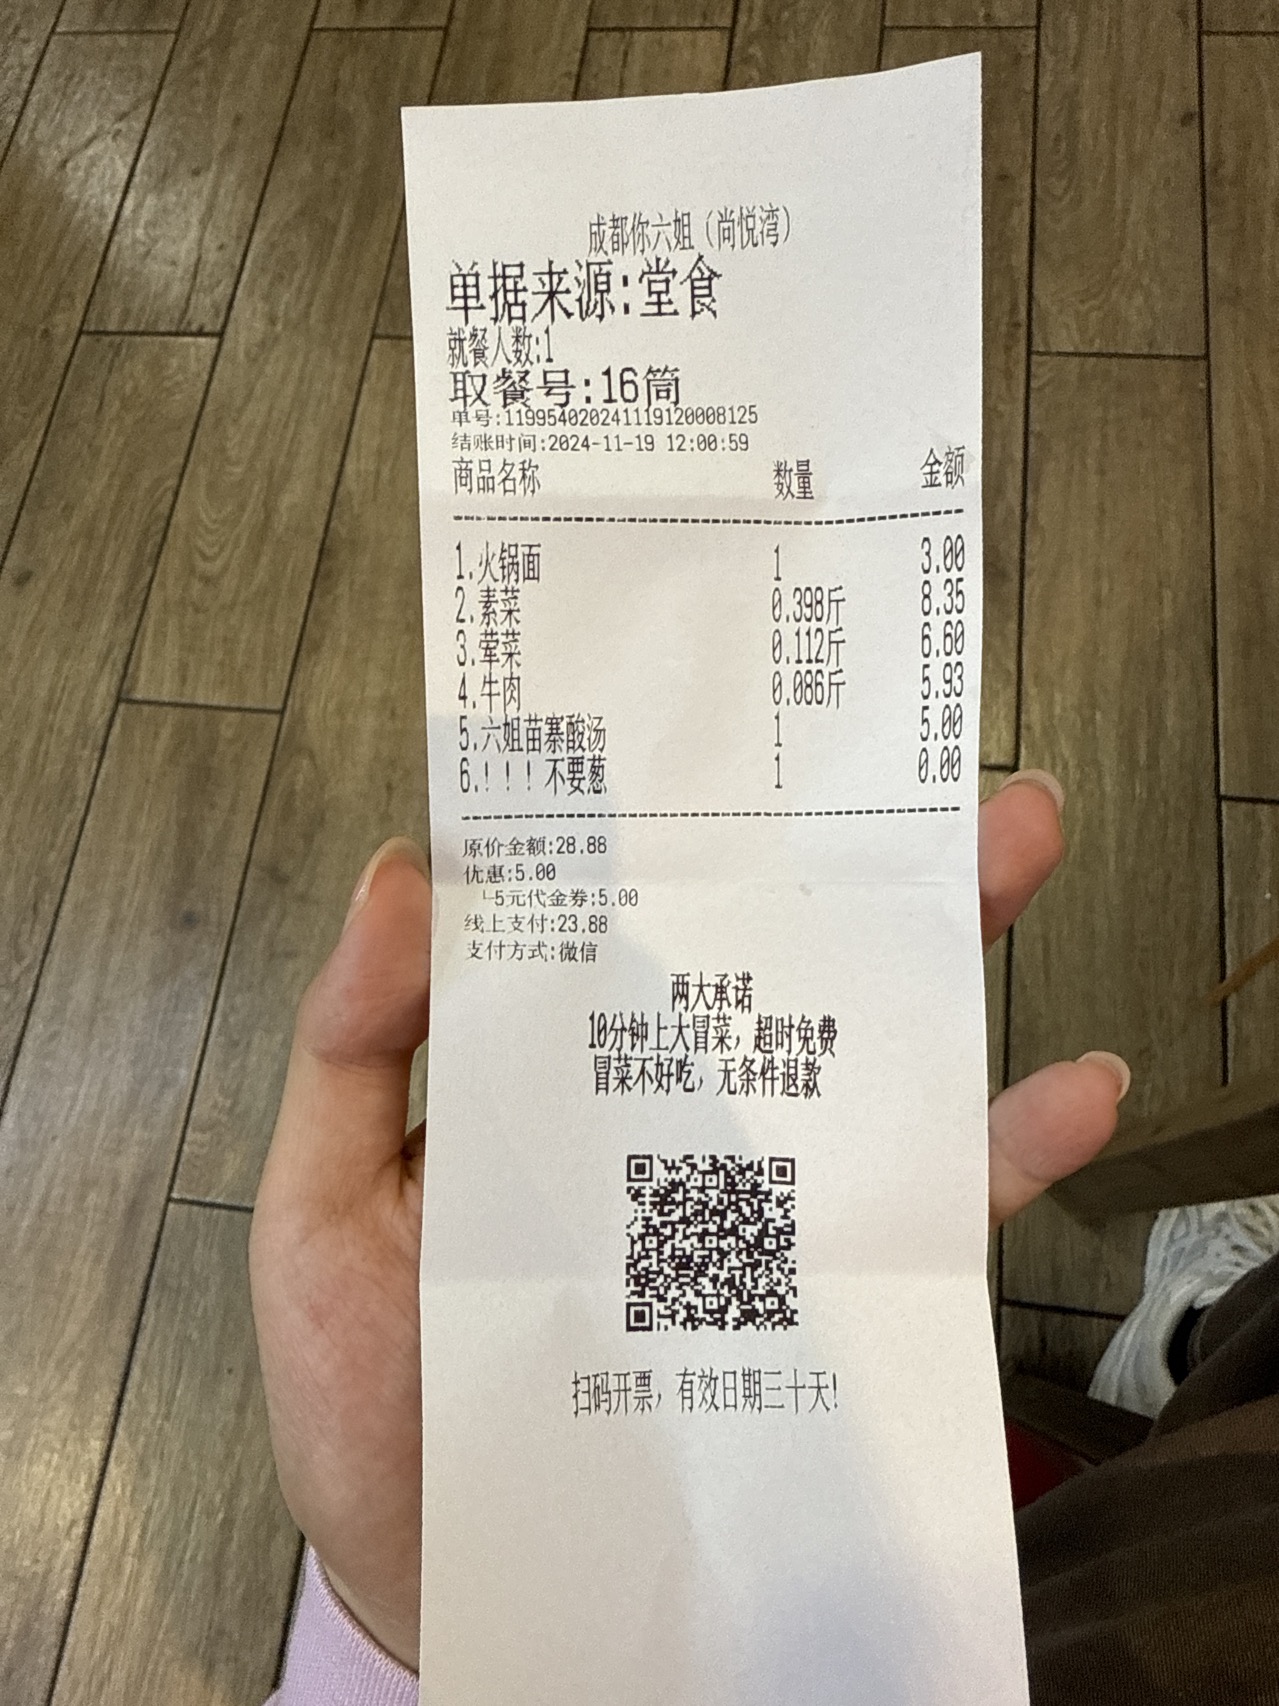 成都你六姐（尚悦湾）
单据来源:堂食
就餐人数:1
取餐号:16筒
单号:119954020241119120008125
结账时间:2024-11-19 12:00:59
商品名称 数量 金额
1.火锅面 1 3.00
2.素菜 0.398斤 8.35
3.荤菜 0.112斤 6.60
4.牛肉 0.086斤 5.93
5.六姐苗寨酸汤 1 5.00
6.！！！不要葱 1 0.00
原价金额:28.88
优惠:5.00
└5元代金券:5.00
线上支付:23.88
支付方式:微信
两大承诺
10分钟上大冒菜，超时免费
冒菜不好吃，无条件退款
扫码开票，有效日期三十天!